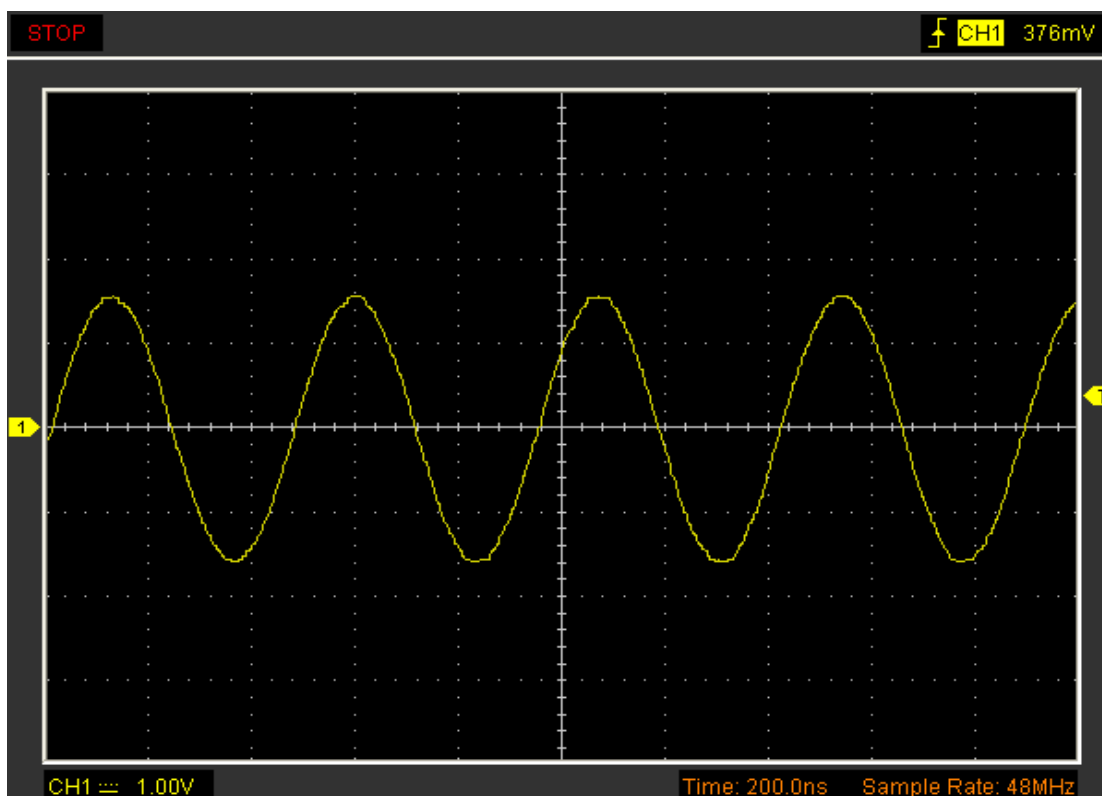 STOP
CH1 376mV
1
T
CH1 1.00V
Time: 200.0ns Sample Rate: 48MHz